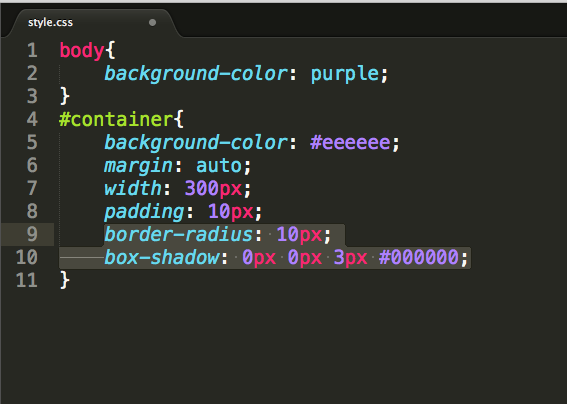 style.css
1 body{
2 background-color: purple;
3 }
4 #container{
5 background-color: #eeeeee;
6 margin: auto;
7 width: 300px;
8 padding: 10px;
9 border-radius: 10px;
10 box-shadow: 0px 0px 3px #000000;
11 }